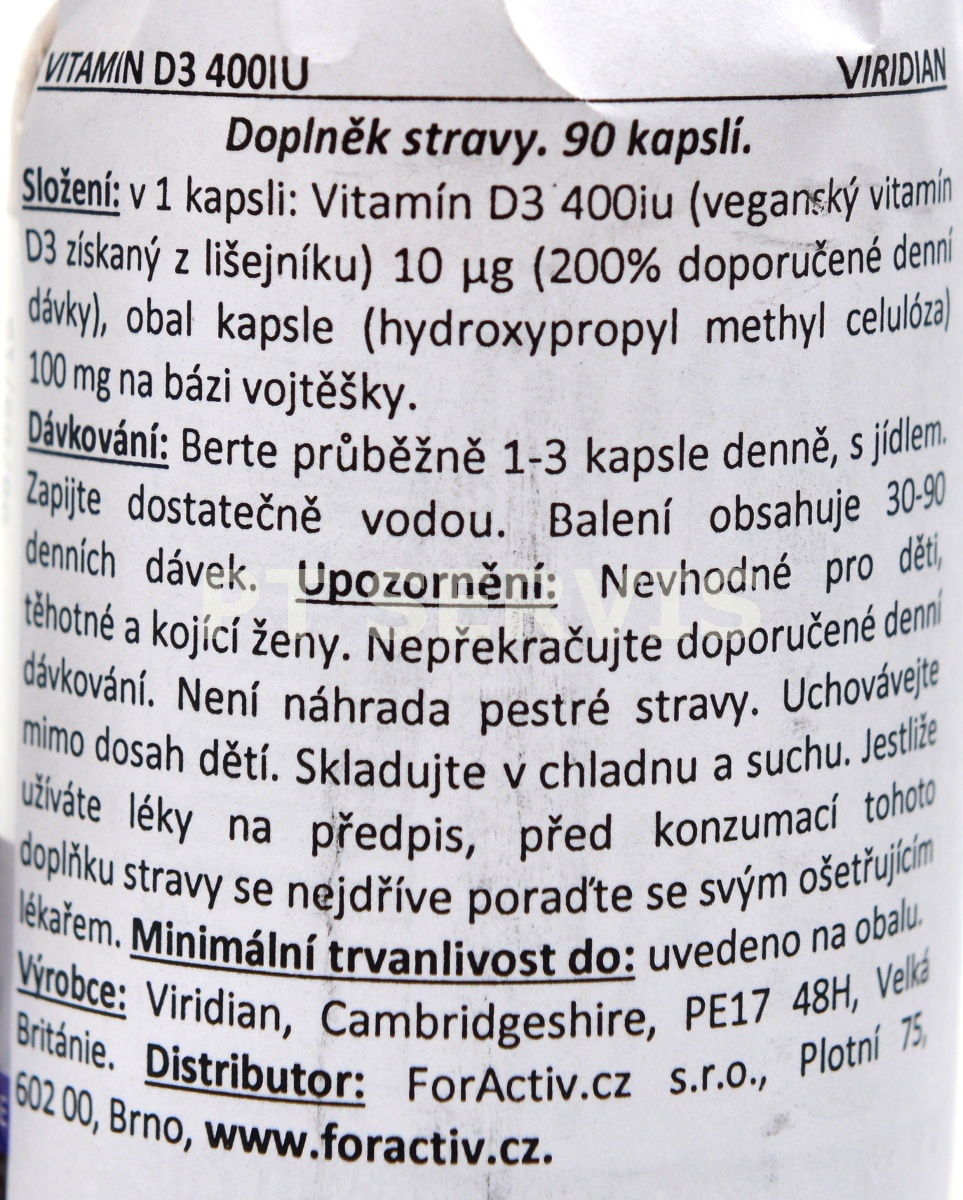 VITAMIN D3 400IU VIRIDIAN
Doplněk stravy. 90 kapslí.
Složení: v 1 kapsli: Vitamín D3 400iu (veganský vitamín
D3 získaný z lišejníku) 10 µg (200% doporučené denní
dávky), obal kapsle (hydroxypropyl methyl celulóza)
100 mg na bázi vojtěšky.
Dávkování: Berte průběžně 1-3 kapsle denně, s jídlem.
Zapijte dostatečně vodou. Balení obsahuje 30-90
denních dávek. Upozornění: Nevhodné pro děti,
těhotné a kojící ženy. Nepřekračujte doporučené denní
dávkování. Není náhrada pestré stravy. Uchovávejte
mimo dosah dětí. Skladujte v chladnu a suchu. Jestliže
užíváte léky na předpis, před konzumací tohoto
doplňku stravy se nejdříve poraďte se svým ošetřujícím
lékařem. Minimální trvanlivost do: uvedeno na obalu.
Výrobce: Viridian, Cambridgeshire, PE17 48H, Velká
Británie. Distributor: ForActiv.cz s.r.o., Plotní 75,
602 00, Brno, www.foractiv.cz.
PT SERVIS